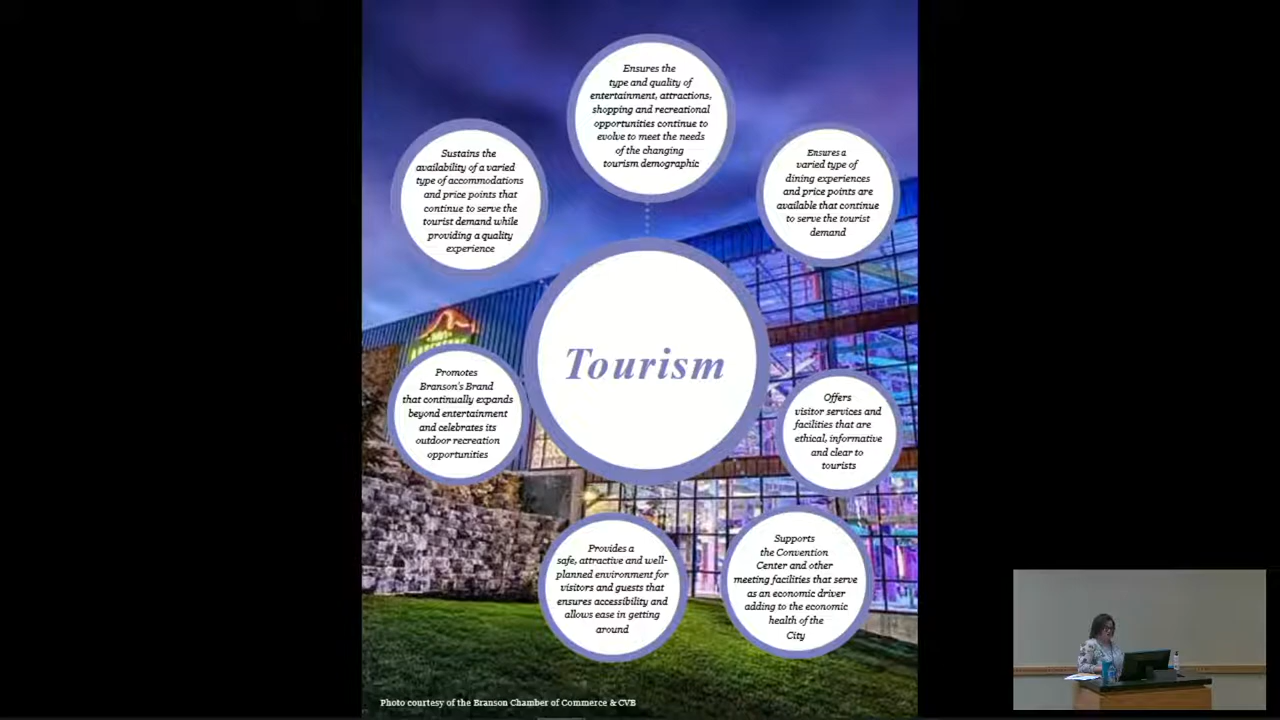 Ensures the
type and quality of
entertainment, attractions,
shopping and recreational
opportunities continue to
evolve to meet the needs
of the changing
tourism demographic
Sustains the
availability of a varied
type of accommodations
and price points that
continue to serve the
tourist demand while
providing a quality
experience
Ensures a
varied type of
dining experiences
and price points are
available that continue
to serve the tourist
demand
Tourism
Promotes
Branson's Brand
that continually expands
beyond entertainment
and celebrates its
outdoor recreation
opportunities
Offers
visitor services and
facilities that are
ethical, informative
and clear to
tourists
Provides a
safe, attractive and well-
planned environment for
visitors and guests that
ensures accessibility and
allows ease in getting
around
Supports
the Convention
Center and other
meeting facilities that serve
as an economic driver
adding to the economic
health of the
City
Photo courtesy of the Branson Chamber of Commerce & CVB